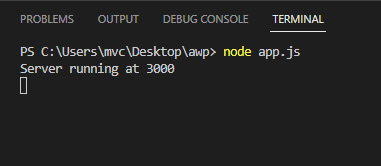 PROBLEMS OUTPUT DEBUG CONSOLE TERMINAL
PS C:\Users\mvc\Desktop\awp> node app.js
Server running at 3000